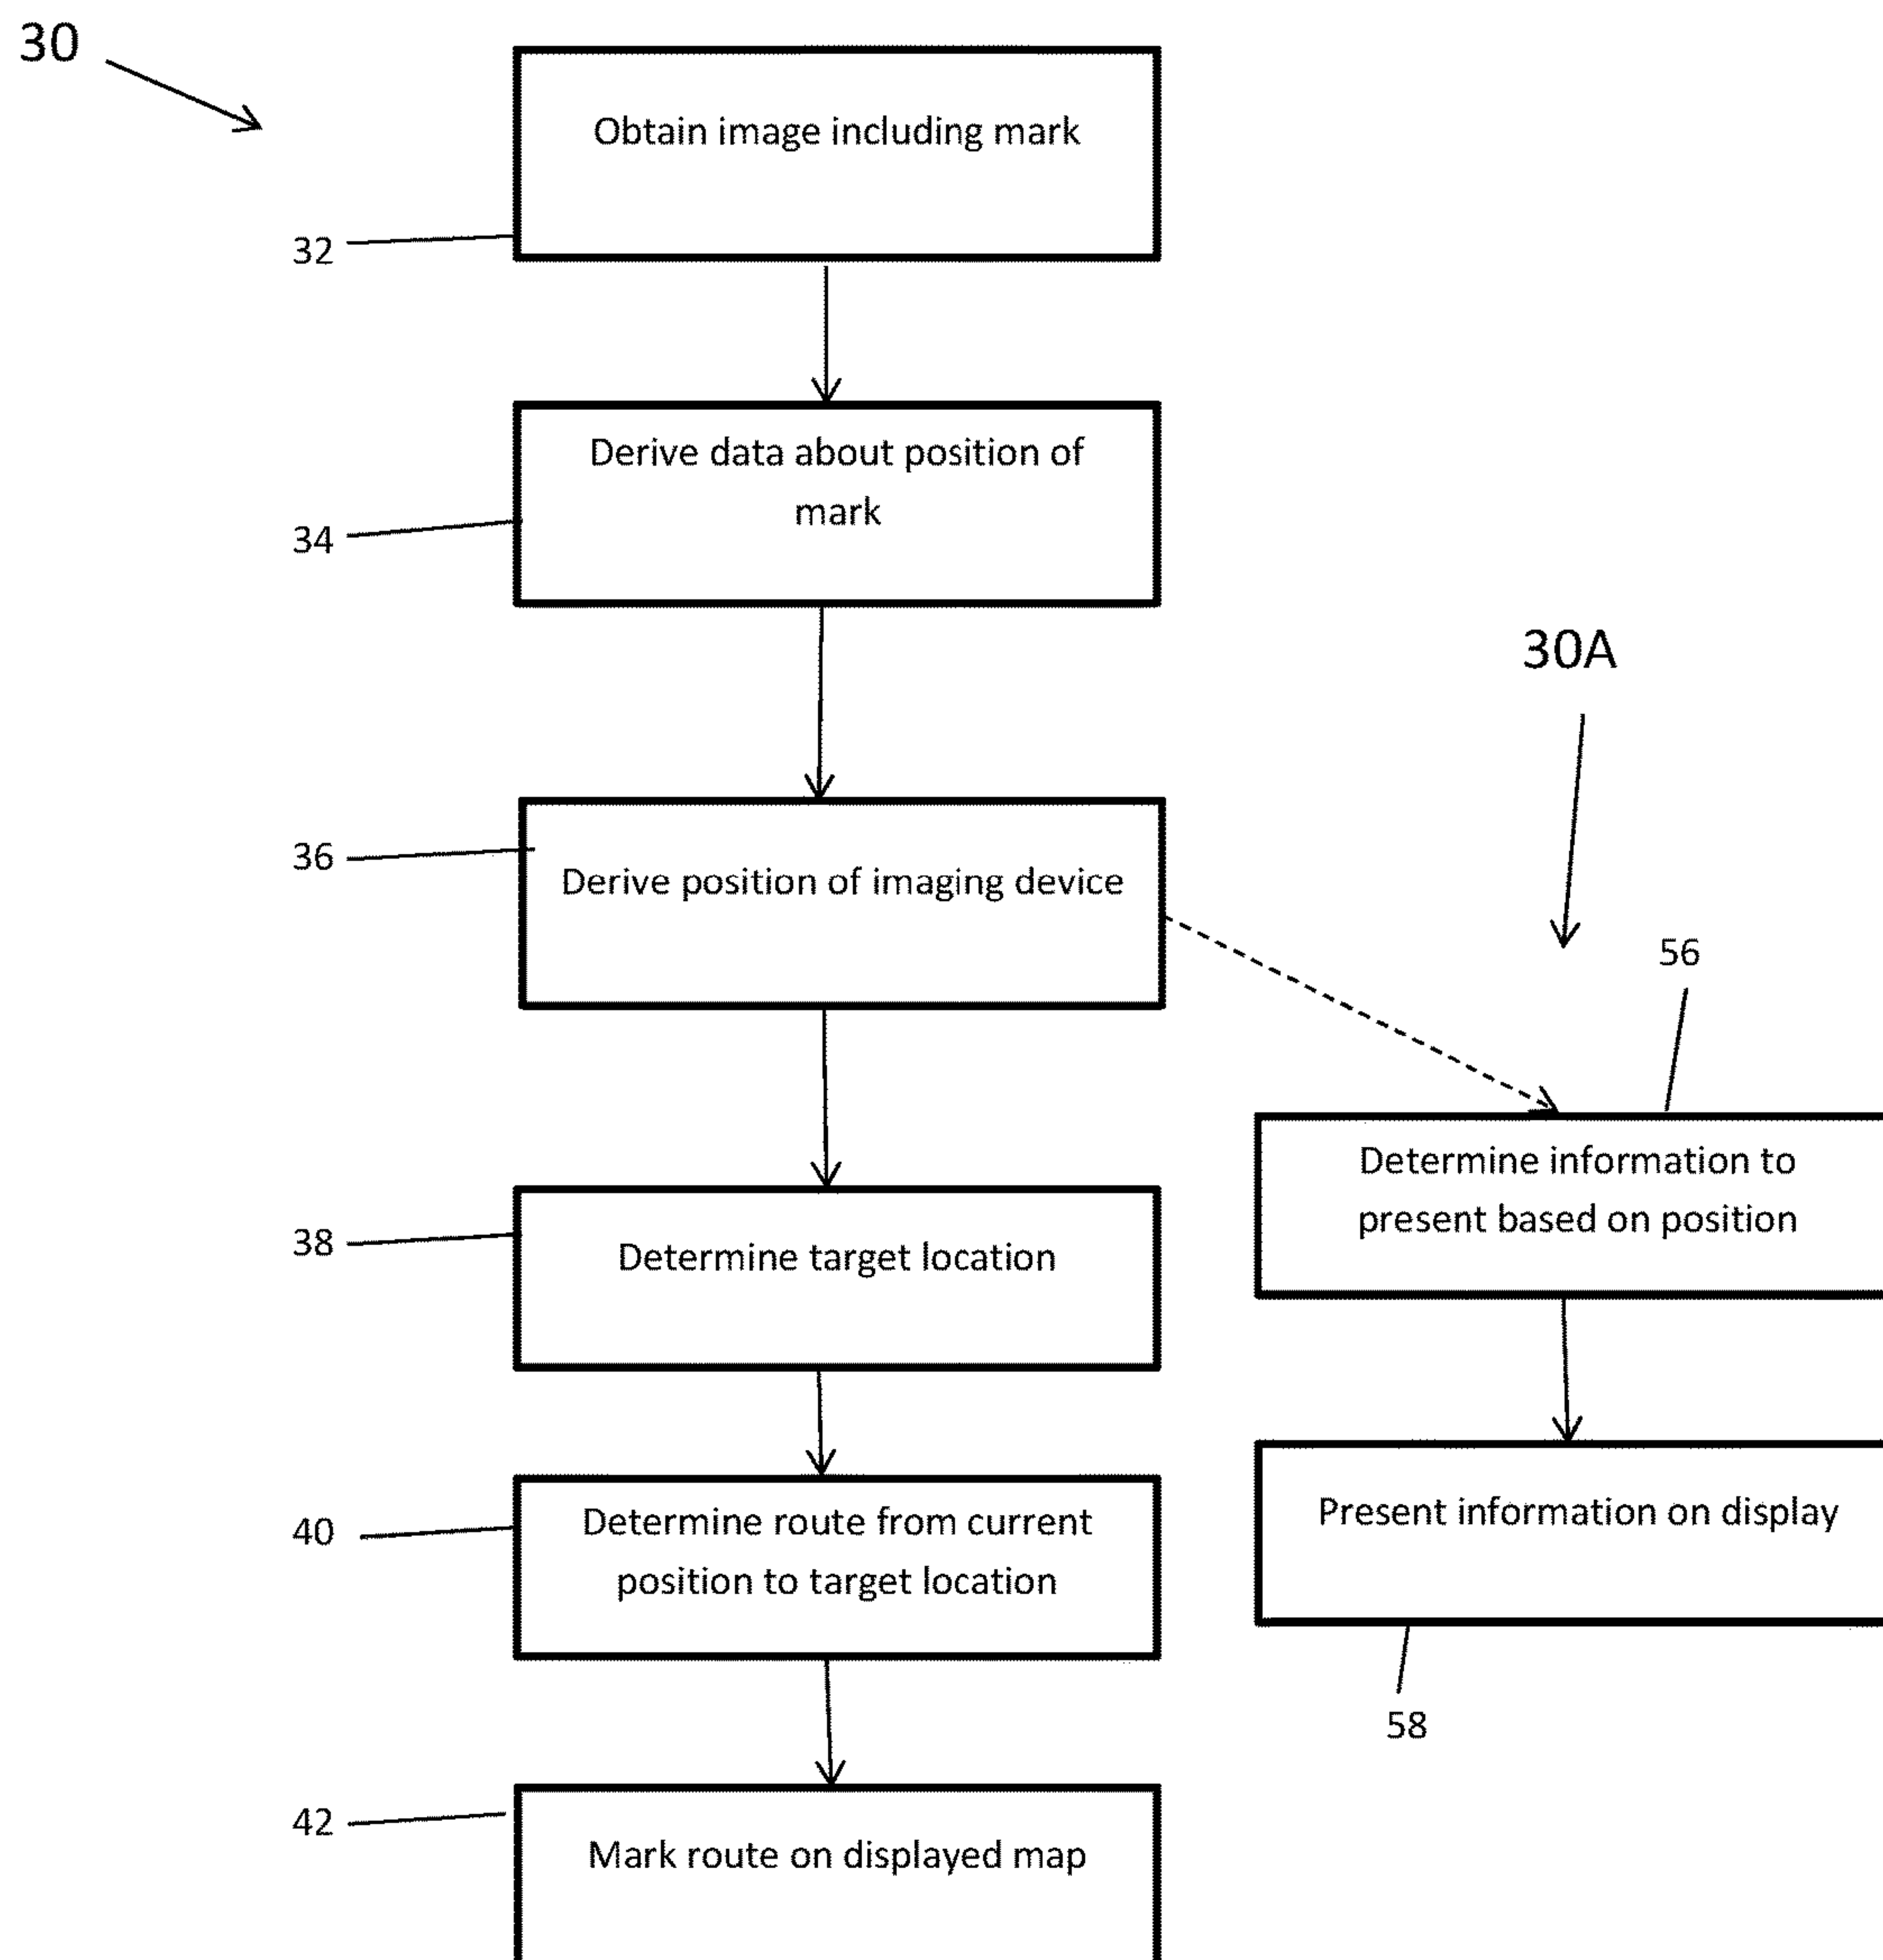 30
Obtain image including mark
32
Derive data about position of
mark
34
30A
36
Derive position of imaging device
56
Determine information to
present based on position
38
Determine target location
Present information on display
40
Determine route from current
position to target location
58
42
Mark route on displayed map